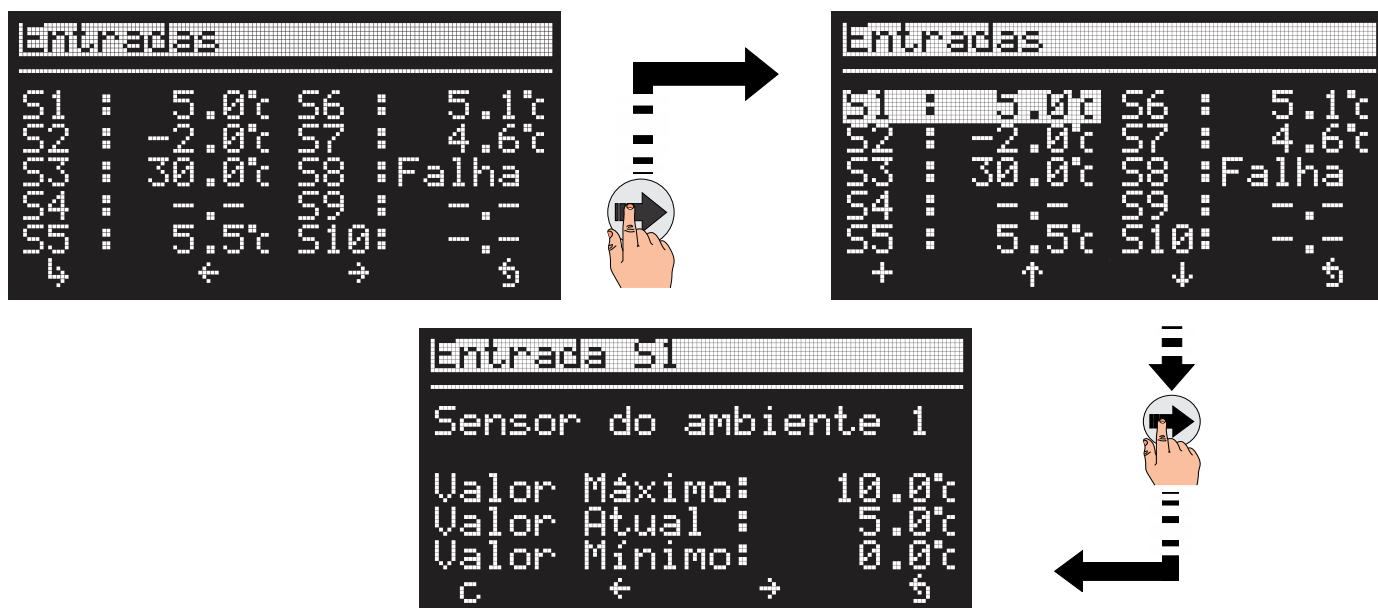 Entradas
S1 : 5.0°c S6 : 5.1°c
S2 : -2.0°c S7 : 4.6°c
S3 : 30.0°c S8 :Falha
S4 : -.- S9 : -.-
S5 : 5.5°c S10: -.-
↳ ← → ↰
Entradas
S1 : 5.0°c S6 : 5.1°c
S2 : -2.0°c S7 : 4.6°c
S3 : 30.0°c S8 :Falha
S4 : -.- S9 : -.-
S5 : 5.5°c S10: -.-
+ ↑ ↓ ↰
Entrada S1
Sensor do ambiente 1
Valor Máximo: 10.0°c
Valor Atual : 5.0°c
Valor Mínimo: 0.0°c
C ← → ↰